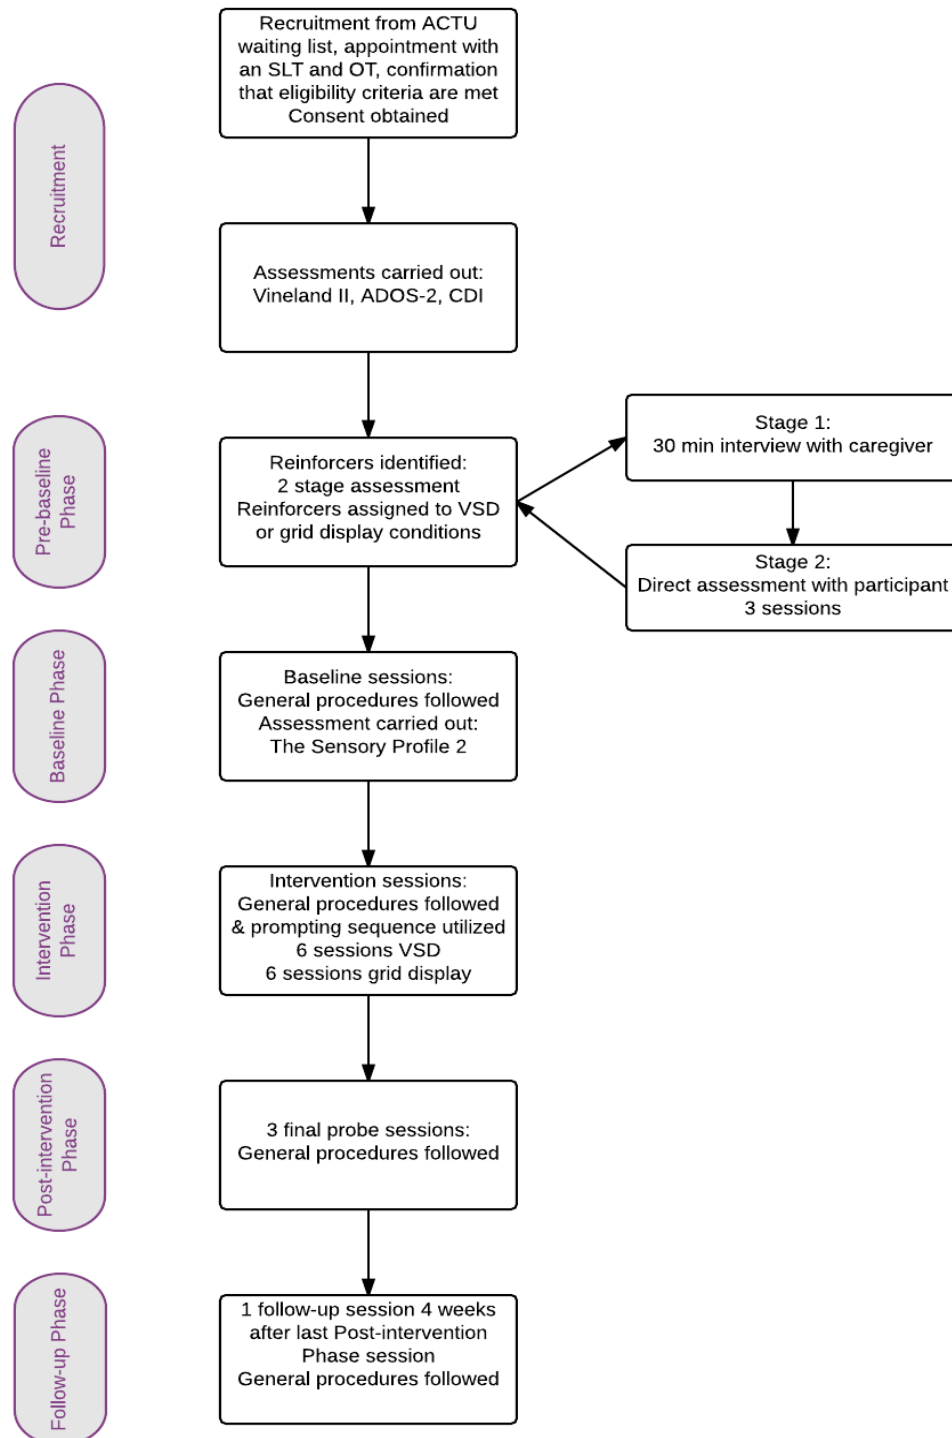 Recruitment
Recruitment from ACTU
waiting list, appointment with
an SLT and OT, confirmation
that eligibility criteria are met
Consent obtained
Assessments carried out:
Vineland II, ADOS-2, CDI
Pre-baseline
Phase
Reinforcers identified:
2 stage assessment
Reinforcers assigned to VSD
or grid display conditions
Stage 1:
30 min interview with caregiver
Stage 2:
Direct assessment with participant
3 sessions
Baseline Phase
Baseline sessions:
General procedures followed
Assessment carried out:
The Sensory Profile 2
Intervention
Phase
Intervention sessions:
General procedures followed
& prompting sequence utilized
6 sessions VSD
6 sessions grid display
Post-intervention
Phase
3 final probe sessions:
General procedures followed
Follow-up Phase
1 follow-up session 4 weeks
after last Post-intervention
Phase session
General procedures followed